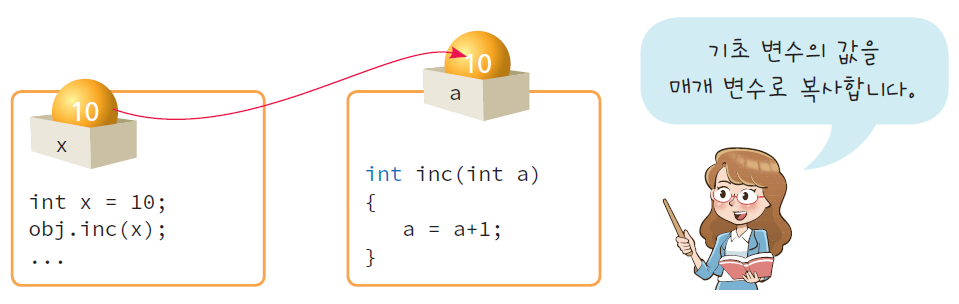 10
x
int x = 10;
obj.inc(x);
...
10
a
int inc(int a)
{
a = a+1;
}
기초 변수의 값을
매개 변수로 복사합니다.